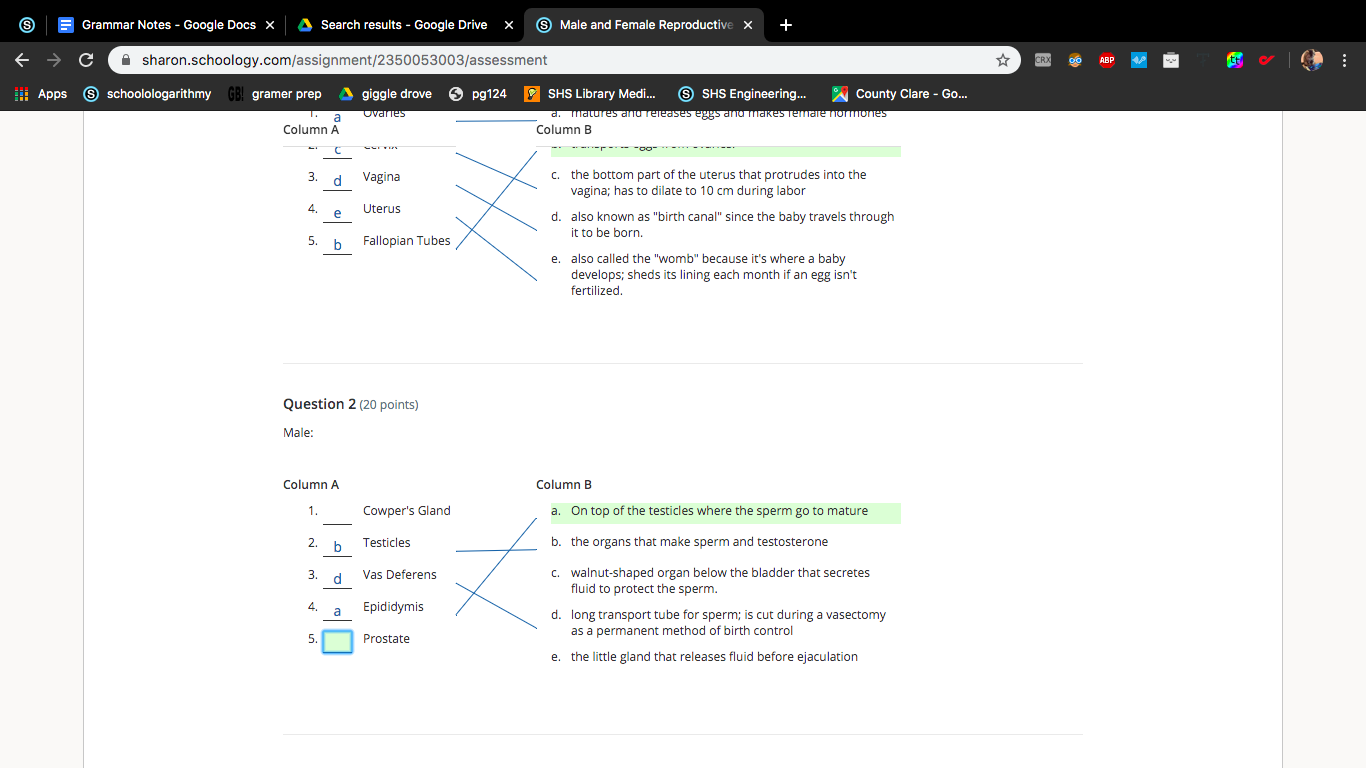 Grammar Notes - Google Docs
Search results - Google Drive
Male and Female Reproductive
sharon.schoology.com/assignment/2350053003/assessment
CRX
ABP
Apps
schoolologarithmy
GB!
gramer prep
giggle drove
pg124
SHS Library Medi...
SHS Engineering...
County Clare - Go...
1. a Ovaries
a. matures and releases eggs and makes female hormones
Column A
Column B
2. c Cervix
b. transports eggs from ovaries.
3. d Vagina
c. the bottom part of the uterus that protrudes into the
vagina; has to dilate to 10 cm during labor
4. e Uterus
d. also known as "birth canal" since the baby travels through
it to be born.
5. b Fallopian Tubes
e. also called the "womb" because it's where a baby
develops; sheds its lining each month if an egg isn't
fertilized.
Question 2 (20 points)
Male:
Column A
Column B
1. Cowper's Gland
a. On top of the testicles where the sperm go to mature
2. b Testicles
b. the organs that make sperm and testosterone
3. d Vas Deferens
c. walnut-shaped organ below the bladder that secretes
fluid to protect the sperm.
4. a Epididymis
d. long transport tube for sperm; is cut during a vasectomy
as a permanent method of birth control
5. Prostate
e. the little gland that releases fluid before ejaculation